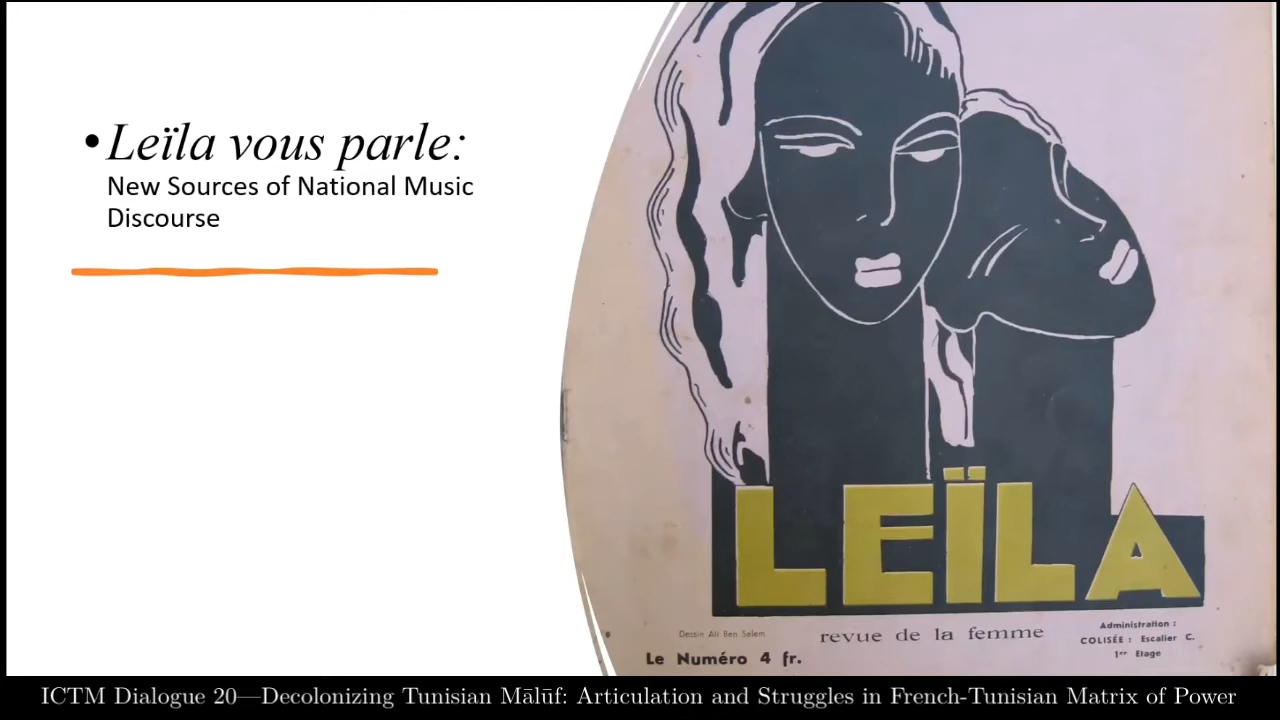 • Leïla vous parle:
New Sources of National Music
Discourse
LEÏLA
Dessin Ali Ben Salem
revue de la femme
Administration :
COLISÉE : Escalier C.
1er Etage
Le Numéro 4 fr.
ICTM Dialogue 20—Decolonizing Tunisian Mālūf: Articulation and Struggles in French-Tunisian Matrix of Power